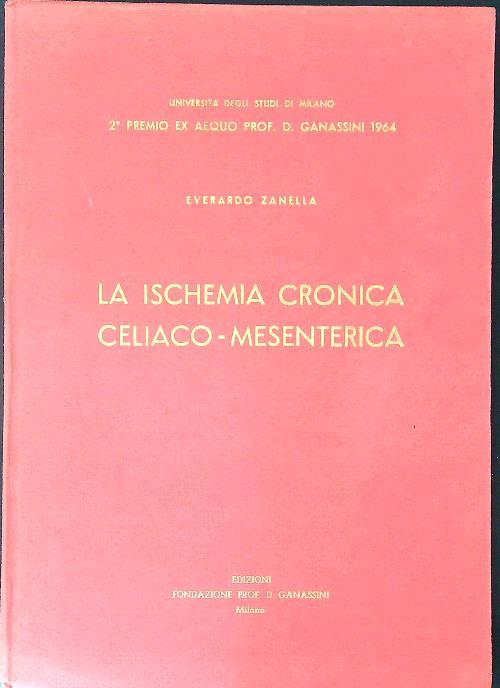 UNIVERSITA' DEGLI STUDI DI MILANO
2° PREMIO EX AEQUO PROF. D. GANASSINI 1964
EVERARDO ZANELLA
LA ISCHEMIA CRONICA
CELIACO-MESENTERICA
EDIZIONI
FONDAZIONE PROF. D. GANASSINI
Milano